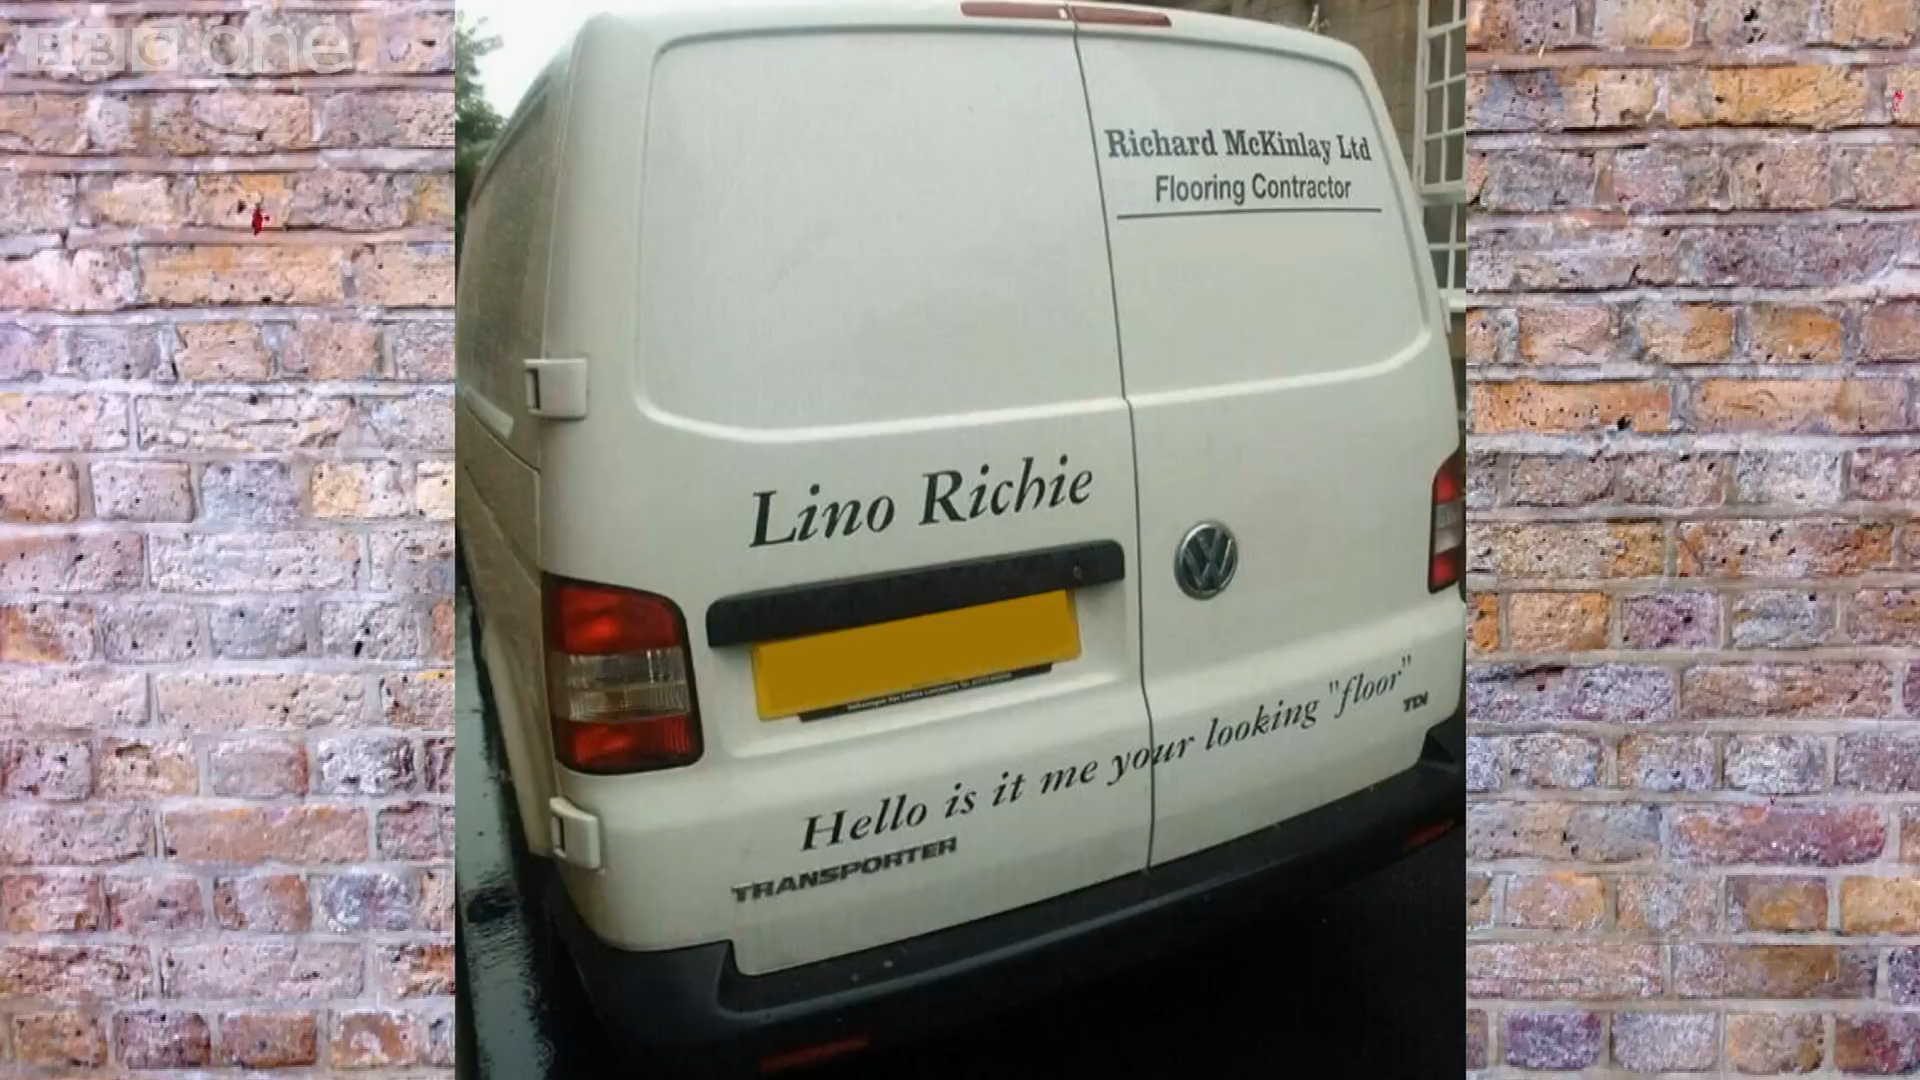 BBC one
Richard McKinlay Ltd
Flooring Contractor
Lino Richie
Hello is it me your looking "floor"
TDI
TRANSPORTER